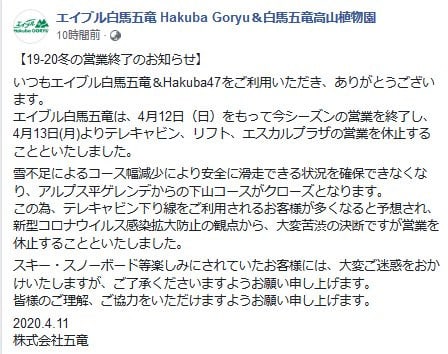 エイブル白馬五竜 Hakuba Goryu＆白馬五竜高山植物園
10時間前 ·
【19-20冬の営業終了のお知らせ】
いつもエイブル白馬五竜＆Hakuba47をご利用いただき、ありがとうござい
ます。
エイブル白馬五竜は、4月12日（日）をもって今シーズンの営業を終了し、
4月13日(月)よりテレキャビン、リフト、エスカルプラザの営業を休止する
ことといたしました。
雪不足によるコース幅減少により安全に滑走できる状況を確保できなくな
り、アルプス平ゲレンデからの下山コースがクローズとなります。
この為、テレキャビン下り線をご利用されるお客様が多くなると予想され、
新型コロナウイルス感染拡大防止の観点から、大変苦渋の決断ですが営業を
休止することといたしました。
スキー・スノーボード等楽しみにされていたお客様には、大変ご迷惑をおか
けいたしますが、ご了承くださいますようお願い申し上げます。
皆様のご理解、ご協力をいただけますようお願い申し上げます。
2020.4.11
株式会社五竜